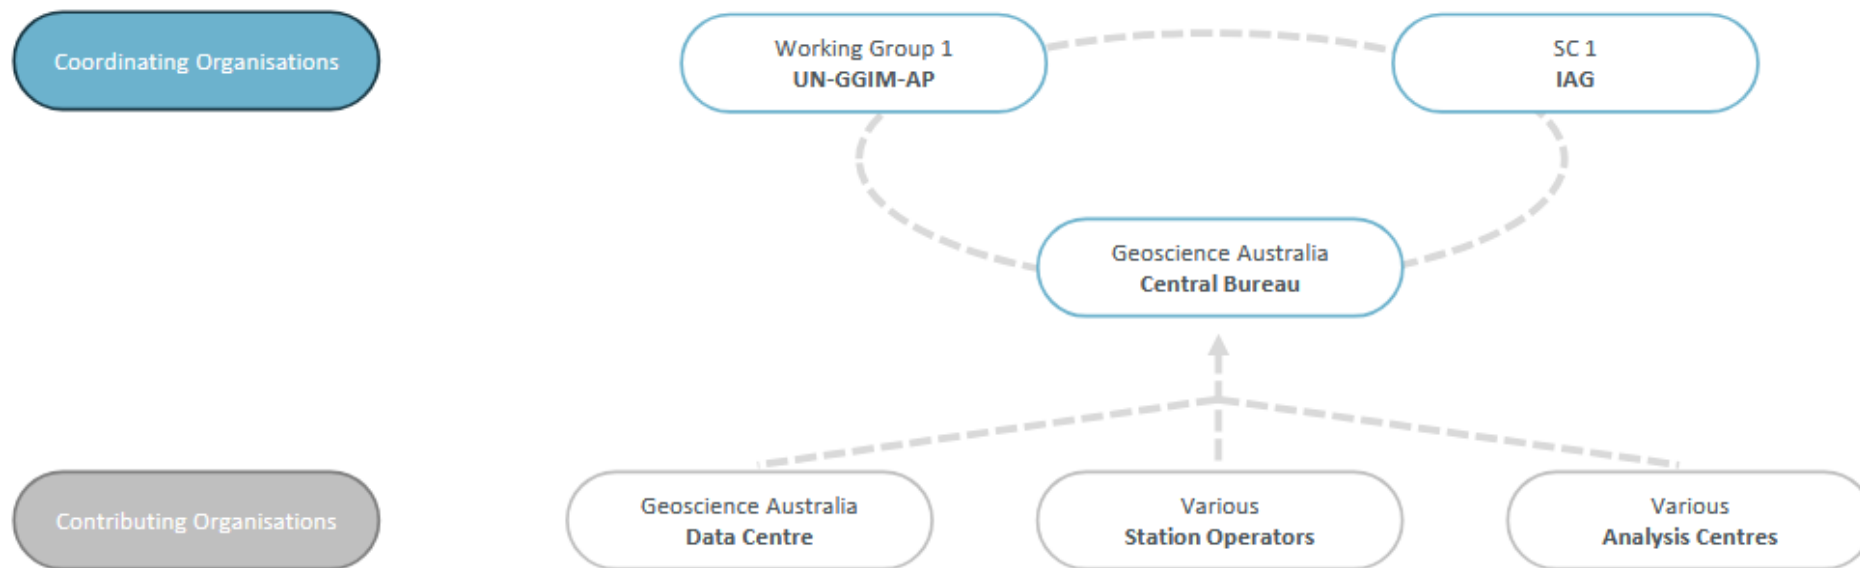 Coordinating Organisations
Working Group 1
UN-GGIM-AP
SC 1
IAG
Geoscience Australia
Central Bureau
Contributing Organisations
Geoscience Australia
Data Centre
Various
Station Operators
Various
Analysis Centres